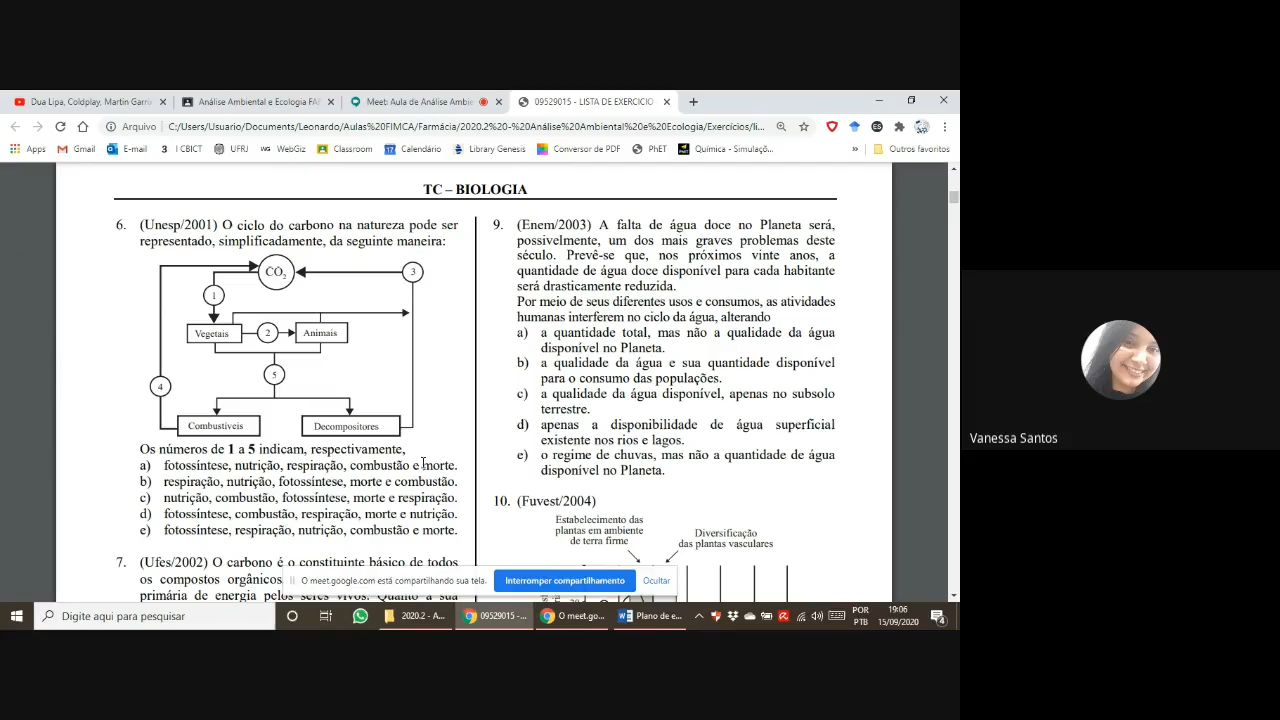 Dua Lipa, Coldplay, Martin Garri
Análise Ambiental e Ecologia FA
Meet: Aula de Análise Ambie
09529015 - LISTA DE EXERCICIO
Arquivo
C:/Users/Usuario/Documents/Leonardo/Aulas%20FIMCA/Farmácia/2020.2%20-%20Análise%20Ambiental%20e%20Ecologia/Exercícios/li...
Apps
Gmail
E-mail
I CBICT
UFRJ
WebGiz
Classroom
Calendário
Library Genesis
Conversor de PDF
PhET
Química - Simulaçõ...
Outros favoritos
TC – BIOLOGIA
6. (Unesp/2001) O ciclo do carbono na natureza pode ser
representado, simplificadamente, da seguinte maneira:
CO2
3
1
Vegetais
2
Animais
5
4
Combustíveis
Decompositores
Os números de 1 a 5 indicam, respectivamente,
a) fotossíntese, nutrição, respiração, combustão e morte.
b) respiração, nutrição, fotossíntese, morte e combustão.
c) nutrição, combustão, fotossíntese, morte e respiração.
d) fotossíntese, combustão, respiração, morte e nutrição.
e) fotossíntese, respiração, nutrição, combustão e morte.
7. (Ufes/2002) O carbono é o constituinte básico de todos
os compostos orgânicos
primária de energia pelos seres vivos. Quanto a sua
9. (Enem/2003) A falta de água doce no Planeta será,
possivelmente, um dos mais graves problemas deste
século. Prevê-se que, nos próximos vinte anos, a
quantidade de água doce disponível para cada habitante
será drasticamente reduzida.
Por meio de seus diferentes usos e consumos, as atividades
humanas interferem no ciclo da água, alterando
a) a quantidade total, mas não a qualidade da água
disponível no Planeta.
b) a qualidade da água e sua quantidade disponível
para o consumo das populações.
c) a qualidade da água disponível, apenas no subsolo
terrestre.
d) apenas a disponibilidade de água superficial
existente nos rios e lagos.
e) o regime de chuvas, mas não a quantidade de água
disponível no Planeta.
10. (Fuvest/2004)
Estabelecimento das
plantas em ambiente
de terra firme
Diversificação
das plantas vasculares
O meet.google.com está compartilhando sua tela.
Interromper compartilhamento
Ocultar
Vanessa Santos
Digite aqui para pesquisar
2020.2 - A...
09529015 -...
O meet.go...
Plano de e...
POR
PTB
19:06
15/09/2020
4